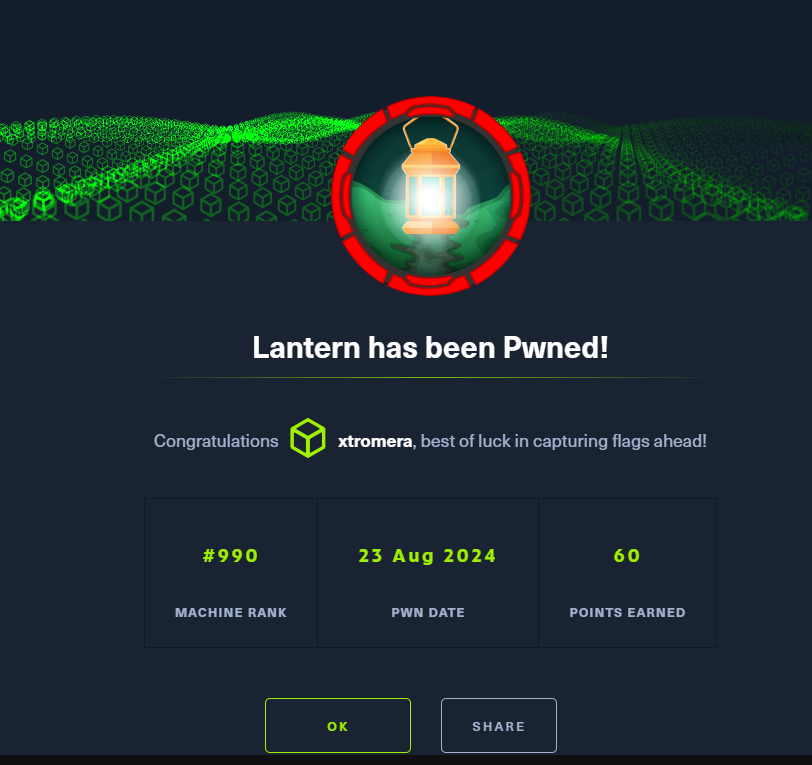 Lantern has been Pwned!
Congratulations xtromera, best of luck in capturing flags ahead!
#990 23 Aug 2024 60
MACHINE RANK PWN DATE POINTS EARNED
OK SHARE